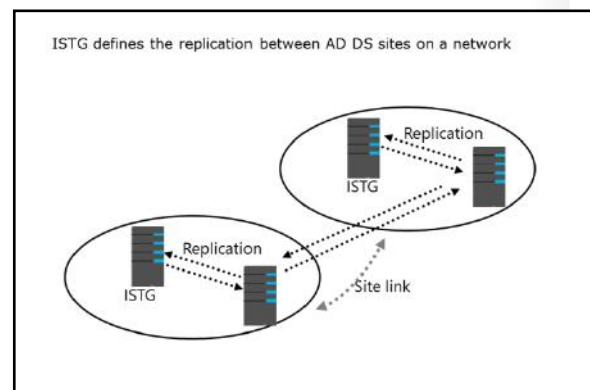 ISTG defines the replication between AD DS sites on a network
Replication
ISTG
Replication
ISTG
Site link